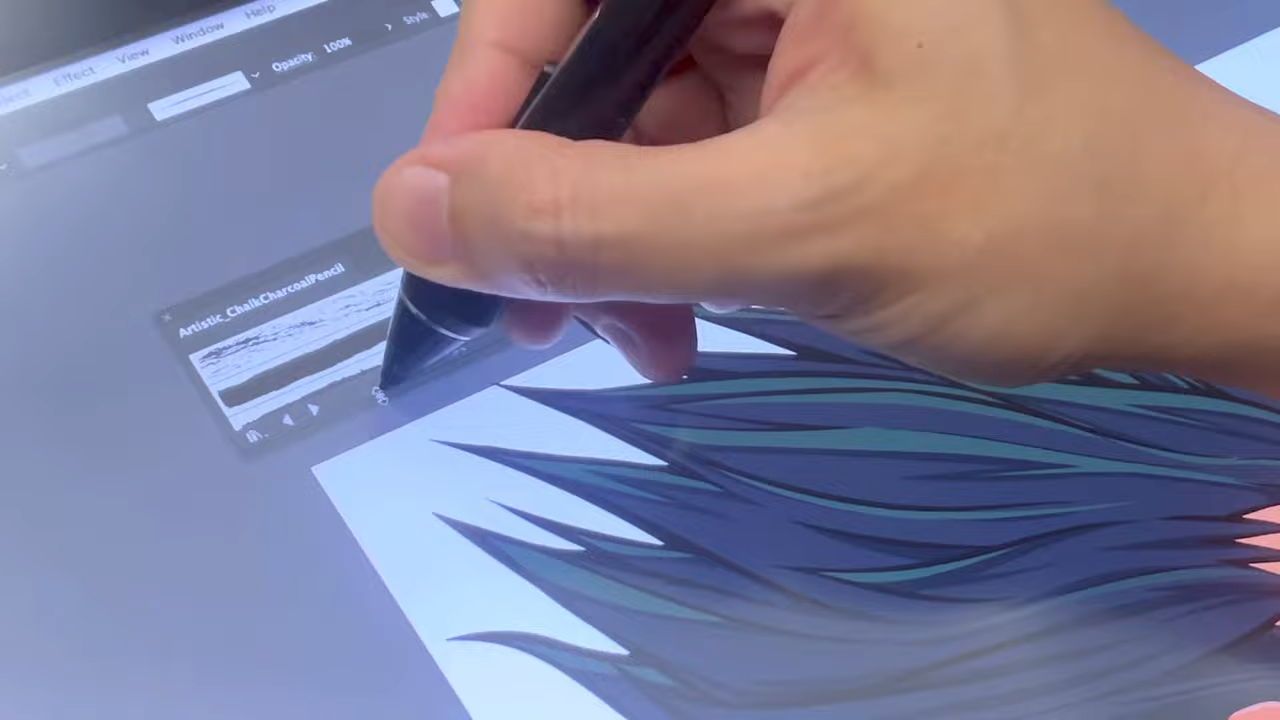 Effect View Window Help
Opacity: 100% Style
Artistic_ChalkCharcoalPencil